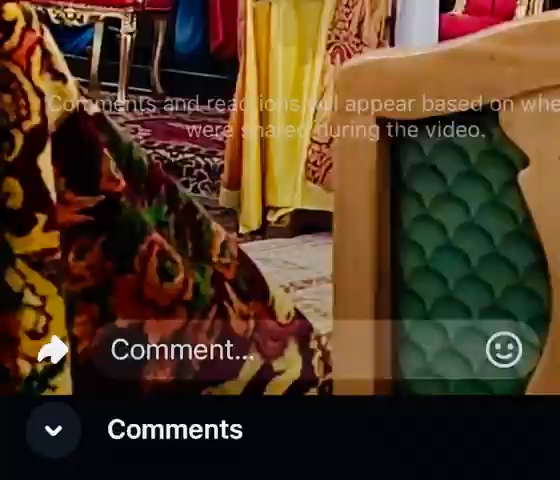 Comments and reactions will appear based on whe
were shared during the video.
Comment...
Comments